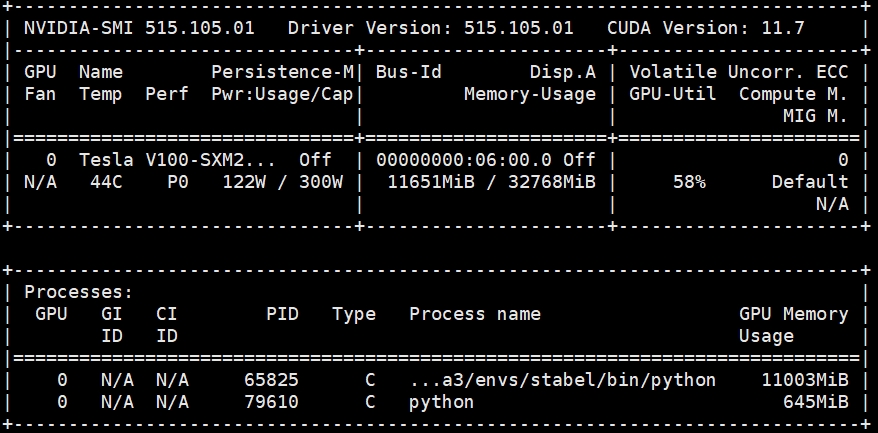 +-----------------------------------------------------------------------------+
| NVIDIA-SMI 515.105.01   Driver Version: 515.105.01   CUDA Version: 11.7     |
|-------------------------------+----------------------+----------------------+
| GPU  Name        Persistence-M| Bus-Id        Disp.A | Volatile Uncorr. ECC |
| Fan  Temp  Perf  Pwr:Usage/Cap|         Memory-Usage | GPU-Util  Compute M. |
|                               |                      |               MIG M. |
|===============================+======================+======================|
|   0  Tesla V100-SXM2...  Off  | 00000000:06:00.0 Off |                    0 |
| N/A   44C    P0   122W / 300W |  11651MiB / 32768MiB |     58%      Default |
|                               |                      |                  N/A |
+-------------------------------+----------------------+----------------------+

+-----------------------------------------------------------------------------+
| Processes:                                                                  |
|  GPU   GI   CI        PID   Type   Process name                  GPU Memory |
|        ID   ID                                                   Usage      |
|=============================================================================|
|    0   N/A  N/A     65825      C   ...a3/envs/stabel/bin/python    11003MiB |
|    0   N/A  N/A     79610      C   python                            645MiB |
+-----------------------------------------------------------------------------+